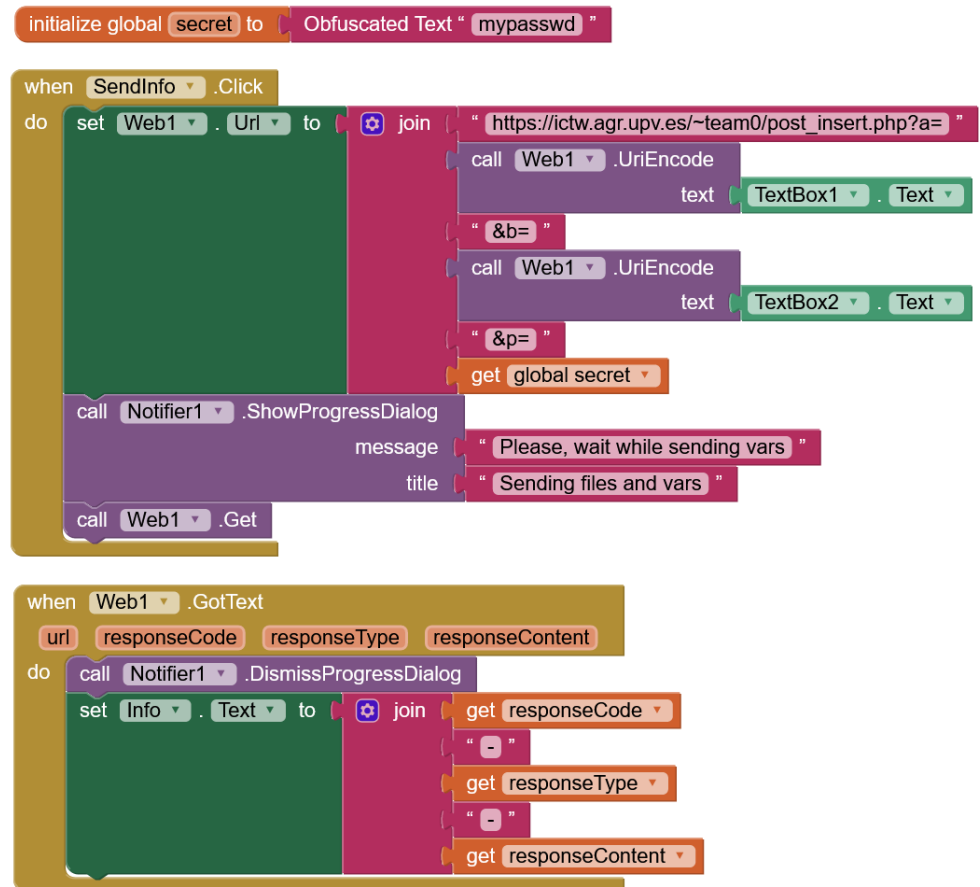 initialize global secret to Obfuscated Text “ mypasswd ”
when SendInfo .Click
do set Web1 . Url to join “ https://ictw.agr.upv.es/~team0/post_insert.php?a= ”
call Web1 .UriEncode
text TextBox1 . Text
“ &b= ”
call Web1 .UriEncode
text TextBox2 . Text
“ &p= ”
get global secret
call Notifier1 .ShowProgressDialog
message “ Please, wait while sending vars ”
title “ Sending files and vars ”
call Web1 .Get
when Web1 .GotText
url responseCode responseType responseContent
do call Notifier1 .DismissProgressDialog
set Info . Text to join get responseCode
“ - ”
get responseType
“ - ”
get responseContent